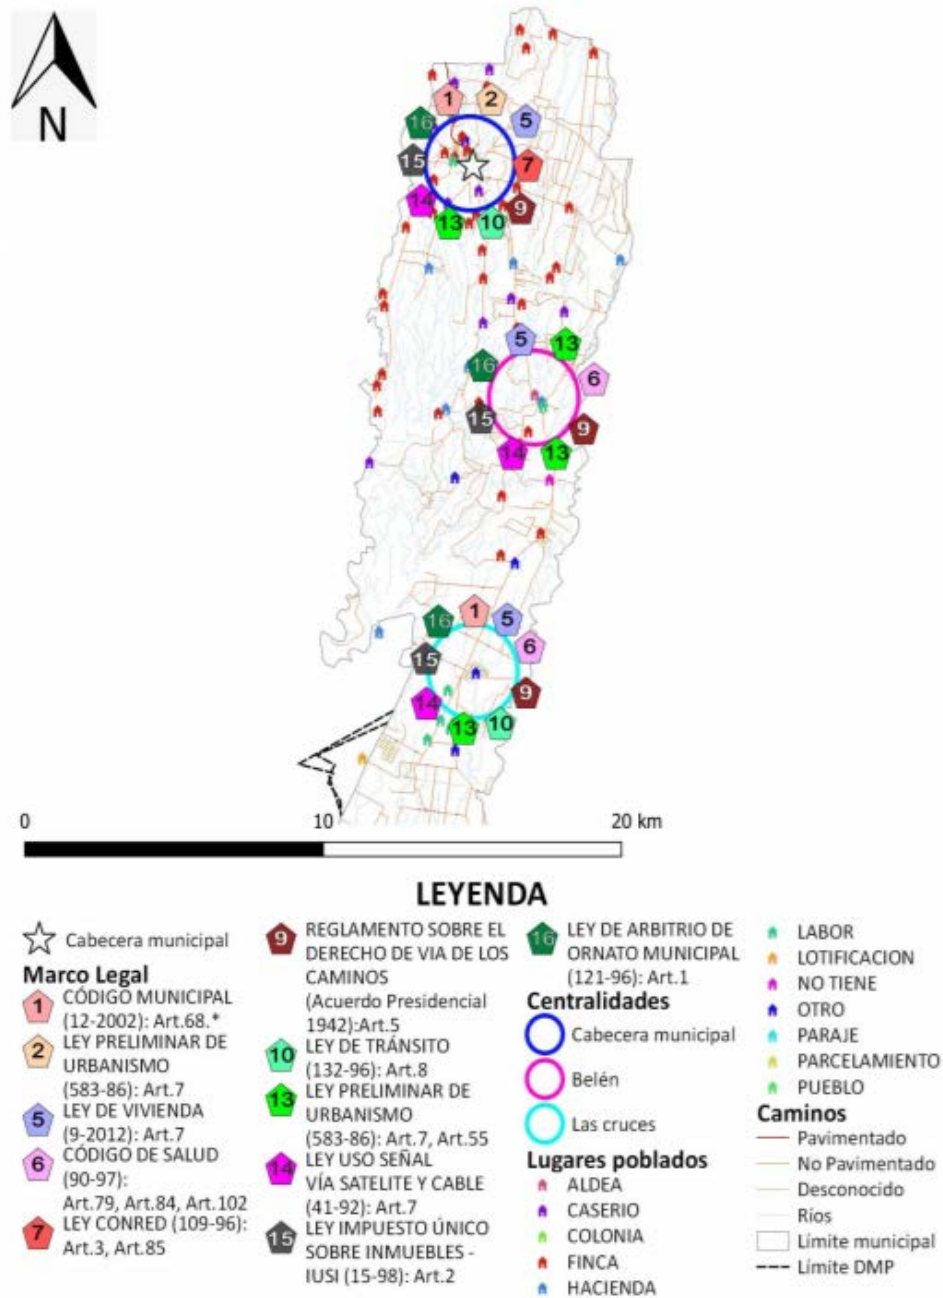 N
1
2
16
5
15
7
14
9
13
10
5
13
16
6
15
9
14
13
1
16
5
6
15
9
14
13
10
0
10
20 km
LEYENDA
Cabecera municipal
Marco Legal
1 CÓDIGO MUNICIPAL
(12-2002): Art.68.*
2 LEY PRELIMINAR DE
URBANISMO
(583-86): Art.7
5 LEY DE VIVIENDA
(9-2012): Art.7
6 CÓDIGO DE SALUD
(90-97):
Art.79, Art.84, Art.102
7 LEY CONRED (109-96):
Art.3, Art.85
9 REGLAMENTO SOBRE EL
DERECHO DE VIA DE LOS
CAMINOS
(Acuerdo Presidencial
1942):Art.5
10 LEY DE TRÁNSITO
(132-96): Art.8
13 LEY PRELIMINAR DE
URBANISMO
(583-86): Art.7, Art.55
14 LEY USO SEÑAL
VÍA SATELITE Y CABLE
(41-92): Art.7
15 LEY IMPUESTO ÚNICO
SOBRE INMUEBLES -
IUSI (15-98): Art.2
16 LEY DE ARBITRIO DE
ORNATO MUNICIPAL
(121-96): Art.1
Centralidades
Cabecera municipal
Belén
Las cruces
Lugares poblados
ALDEA
CASERIO
COLONIA
FINCA
HACIENDA
LABOR
LOTIFICACION
NO TIENE
OTRO
PARAJE
PARCELAMIENTO
PUEBLO
Caminos
Pavimentado
No Pavimentado
Desconocido
Ríos
Límite municipal
Límite DMP